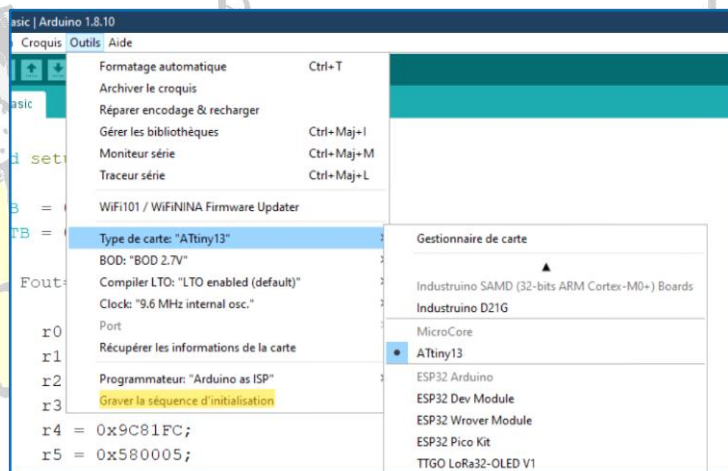 asic | Arduino 1.8.10
Croquis Outils Aide
asic
Formatage automatique Ctrl+T
Archiver le croquis
Réparer encodage & recharger
Gérer les bibliothèques Ctrl+Maj+I
Moniteur série Ctrl+Maj+M
Traceur série Ctrl+Maj+L
WiFi101 / WiFiNINA Firmware Updater
Type de carte: "ATtiny13"
BOD: "BOD 2.7V"
Compiler LTO: "LTO enabled (default)"
Clock: "9.6 MHz internal osc."
Port
Récupérer les informations de la carte
Programmateur: "Arduino as ISP"
Graver la séquence d'initialisation
Gestionnaire de carte
Industruino SAMD (32-bits ARM Cortex-M0+) Boards
Industruino D21G
MicroCore
ATtiny13
ESP32 Arduino
ESP32 Dev Module
ESP32 Wrover Module
ESP32 Pico Kit
TTGO LoRa32-OLED V1
d set
B = 
TB = 
Fout=
r0
r1
r2
r3
r4 = 0x9C81FC;
r5 = 0x580005;